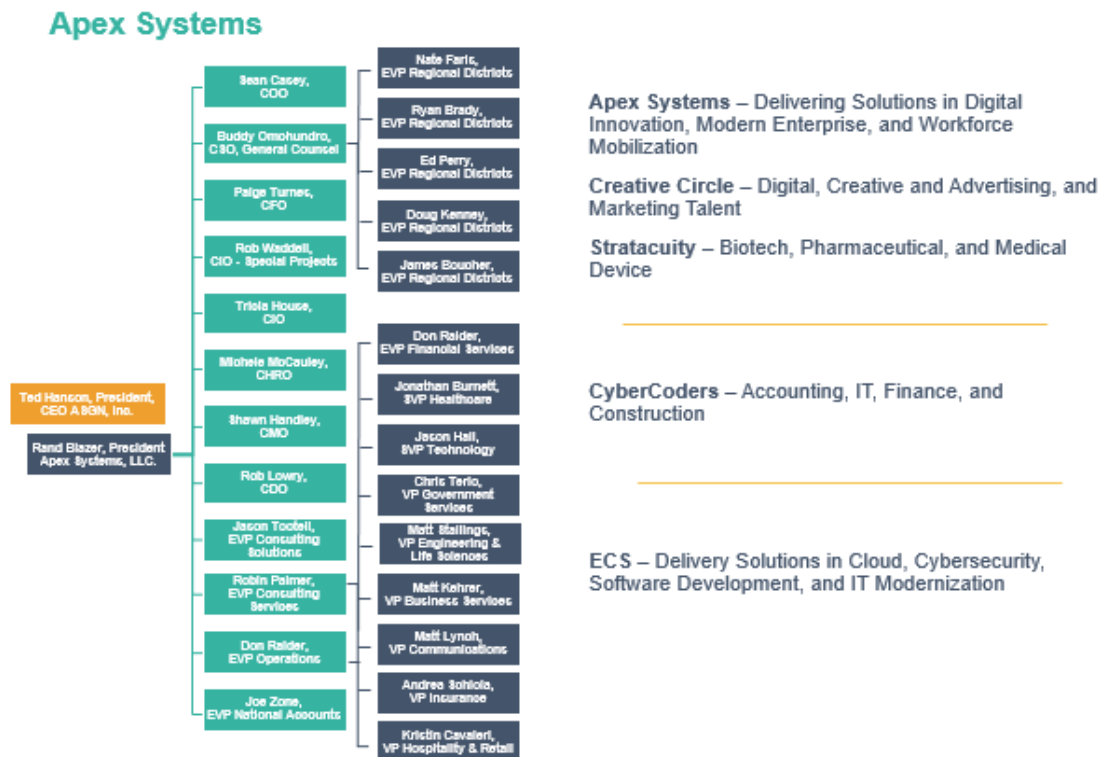 Apex Systems
Ted Hanson, President,
CEO ASGN, Inc.
Rand Blazer, President
Apex Systems, LLC.
Sean Casey,
COO
Buddy Omohundro,
CSO, General Counsel
Paige Turnes,
CFO
Rob Waddell,
CIO - Special Projects
Tricia House,
CIO
Michele McCauley,
CHRO
Shawn Handley,
CMO
Rob Lowry,
CDO
Jason Tootell,
EVP Consulting
Solutions
Robin Palmer,
EVP Consulting
Services
Don Raider,
EVP Operations
Joe Zone,
EVP National Accounts
Nate Faris,
EVP Regional Districts
Ryan Brady,
EVP Regional Districts
Ed Perry,
EVP Regional Districts
Doug Kenney,
EVP Regional Districts
James Boucher,
EVP Regional Districts
Don Raider,
EVP Financial Services
Jonathan Burnett,
SVP Healthcare
Jason Hall,
SVP Technology
Chris Terio,
VP Government
Services
Matt Stallings,
VP Engineering &
Life Sciences
Matt Kehrer,
VP Business Services
Matt Lynch,
VP Communications
Andrea
VP Insurance
Kristin Cavaleri,
VP Hospitality & Retail
Apex Systems – Delivering Solutions in Digital
Innovation, Modern Enterprise, and Workforce
Mobilization
Creative Circle – Digital, Creative and Advertising, and
Marketing Talent
Stratacuity – Biotech, Pharmaceutical, and Medical
Device
CyberCoders – Accounting, IT, Finance, and
Construction
ECS – Delivery Solutions in Cloud, Cybersecurity,
Software Development, and IT Modernization